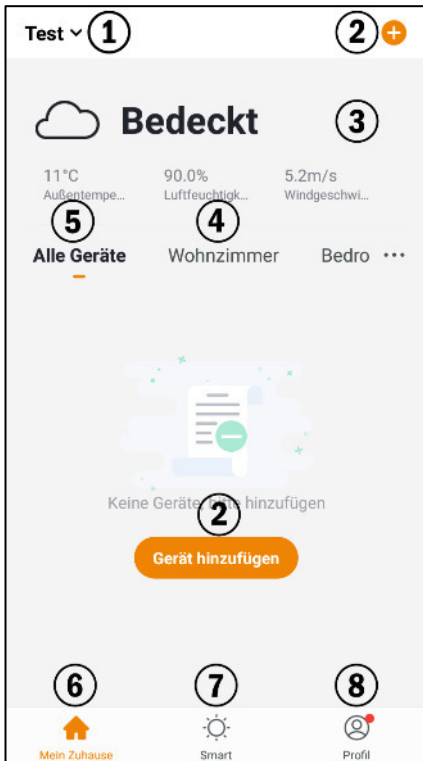 Test 1 2
Bedeckt 3
11°C 90.0% 5.2m/s
Außentempe... Luftfeuchtigk... Windgeschwi...
5 4
Alle Geräte Wohnzimmer Bedro ...
Keine Geräte, bitte hinzufügen
2
Gerät hinzufügen
6 7 8
Mein Zuhause Smart Profil